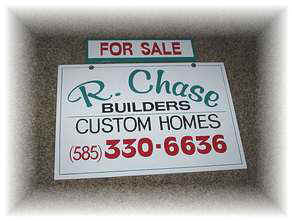 FOR SALE
R. Chase
BUILDERS
CUSTOM HOMES
(585) 330-6636